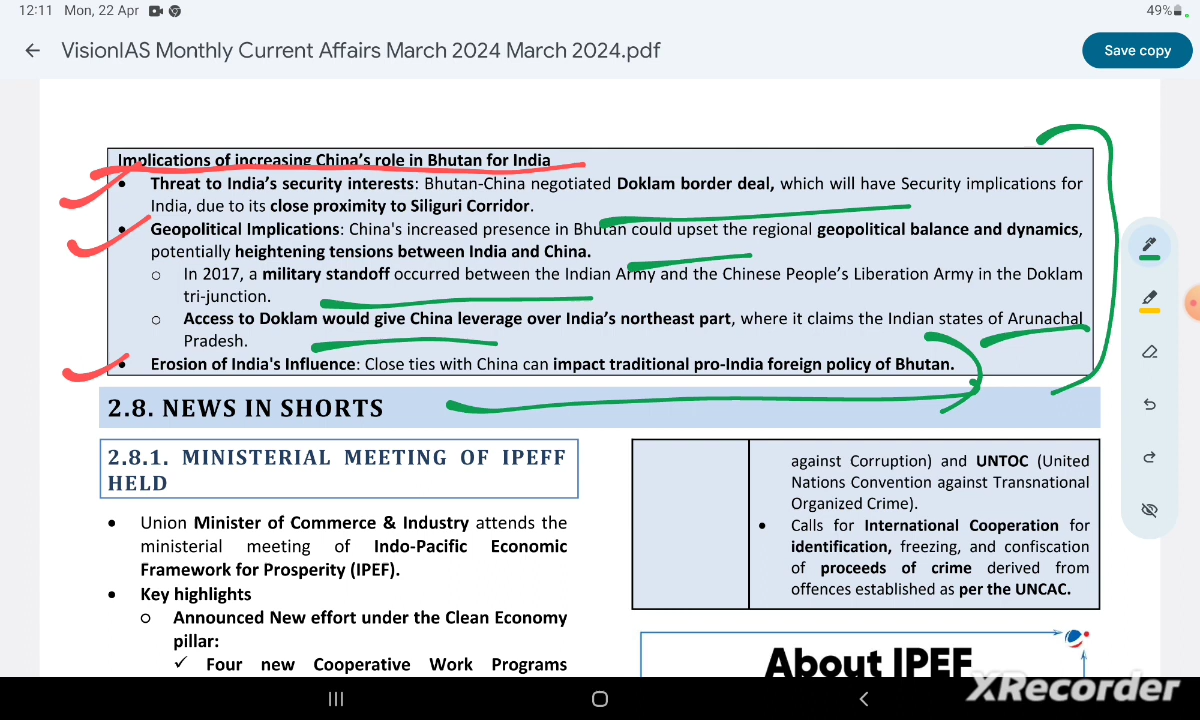 12:11 Mon, 22 Apr
49%
VisionIAS Monthly Current Affairs March 2024 March 2024.pdf
Save copy
Implications of increasing China's role in Bhutan for India
• Threat to India's security interests: Bhutan-China negotiated Doklam border deal, which will have Security implications for
India, due to its close proximity to Siliguri Corridor.
• Geopolitical Implications: China's increased presence in Bhutan could upset the regional geopolitical balance and dynamics,
potentially heightening tensions between India and China.
o In 2017, a military standoff occurred between the Indian Army and the Chinese People's Liberation Army in the Doklam
tri-junction.
o Access to Doklam would give China leverage over India's northeast part, where it claims the Indian states of Arunachal
Pradesh.
• Erosion of India's Influence: Close ties with China can impact traditional pro-India foreign policy of Bhutan.
2.8. NEWS IN SHORTS
2.8.1. MINISTERIAL MEETING OF IPEFF
HELD
• Union Minister of Commerce & Industry attends the
ministerial meeting of Indo-Pacific Economic
Framework for Prosperity (IPEF).
• Key highlights
o Announced New effort under the Clean Economy
pillar:
✓ Four new Cooperative Work Programs
against Corruption) and UNTOC (United
Nations Convention against Transnational
Organized Crime).
• Calls for International Cooperation for
identification, freezing, and confiscation
of proceeds of crime derived from
offences established as per the UNCAC.
About IPEF
XRecorder